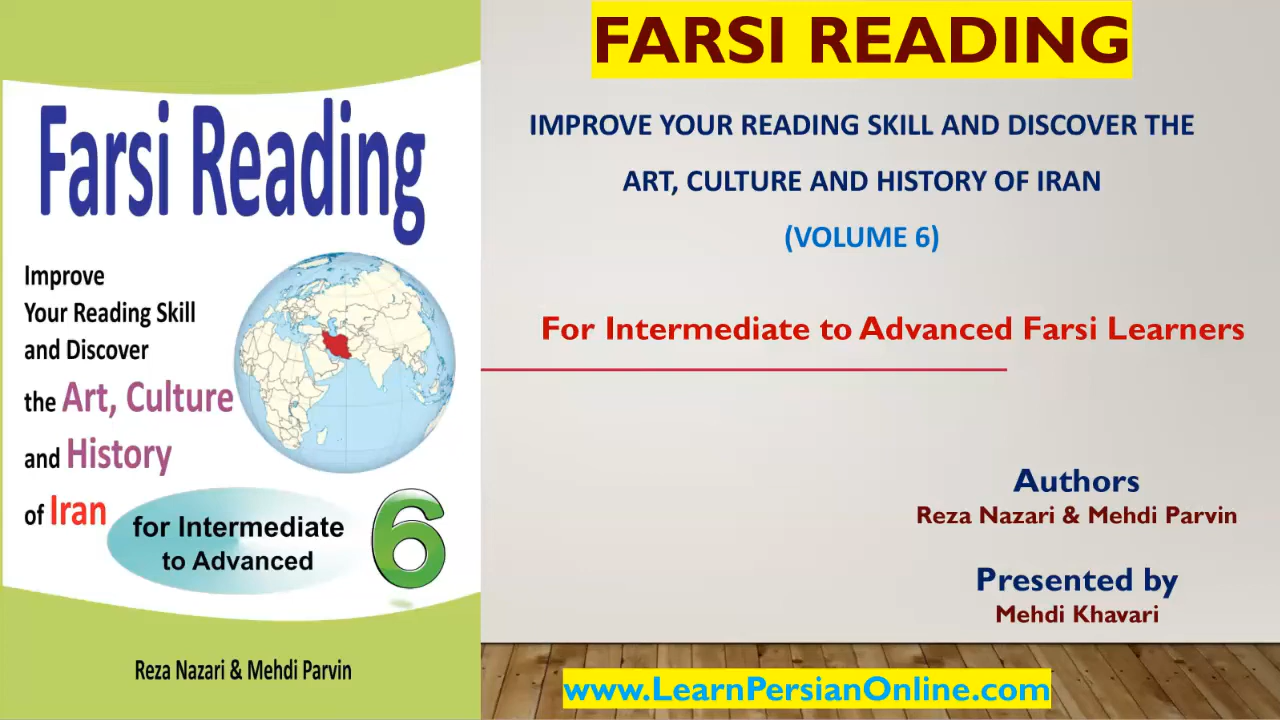 Farsi Reading
Improve
Your Reading Skill
and Discover
the Art, Culture
and History
of Iran
for Intermediate
to Advanced
6
Reza Nazari & Mehdi Parvin
FARSI READING
IMPROVE YOUR READING SKILL AND DISCOVER THE
ART, CULTURE AND HISTORY OF IRAN
(VOLUME 6)
For Intermediate to Advanced Farsi Learners
Authors
Reza Nazari & Mehdi Parvin
Presented by
Mehdi Khavari
www.LearnPersianOnline.com